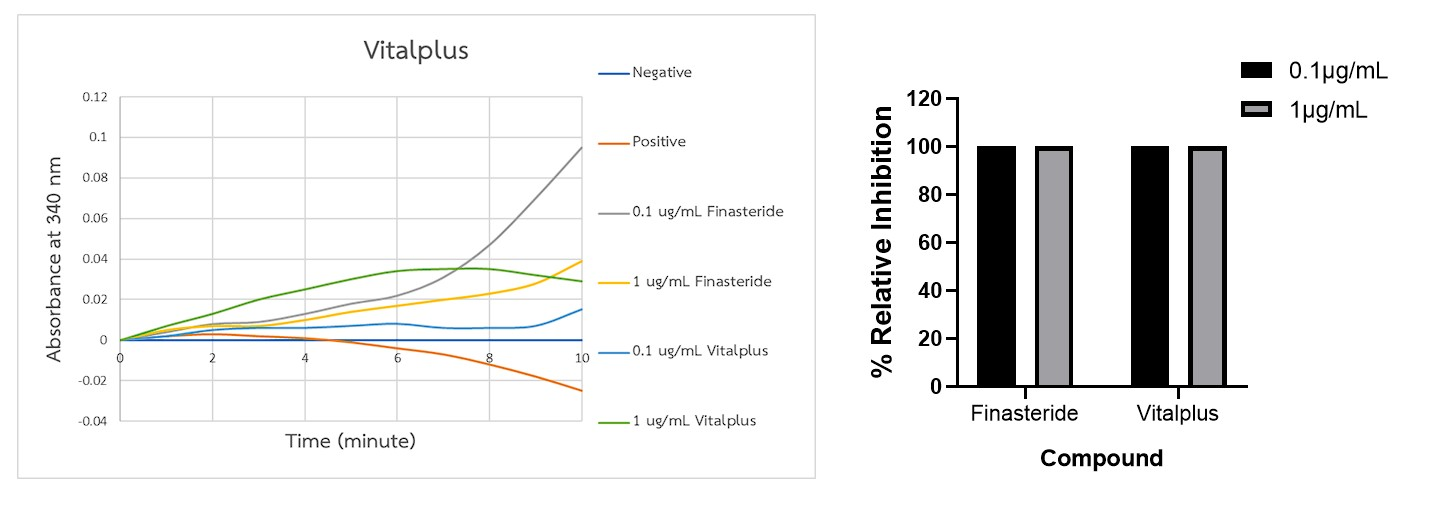 Vitalplus
Absorbance at 340 nm
0.12
0.1
0.08
0.06
0.04
0.02
0
-0.02
-0.04
0 2 4 6 8 10
Time (minute)
Negative
Positive
0.1 ug/mL Finasteride
1 ug/mL Finasteride
0.1 ug/mL Vitalplus
1 ug/mL Vitalplus
0.1µg/mL
1µg/mL
% Relative Inhibition
120
100
80
60
40
20
0
Finasteride Vitalplus
Compound